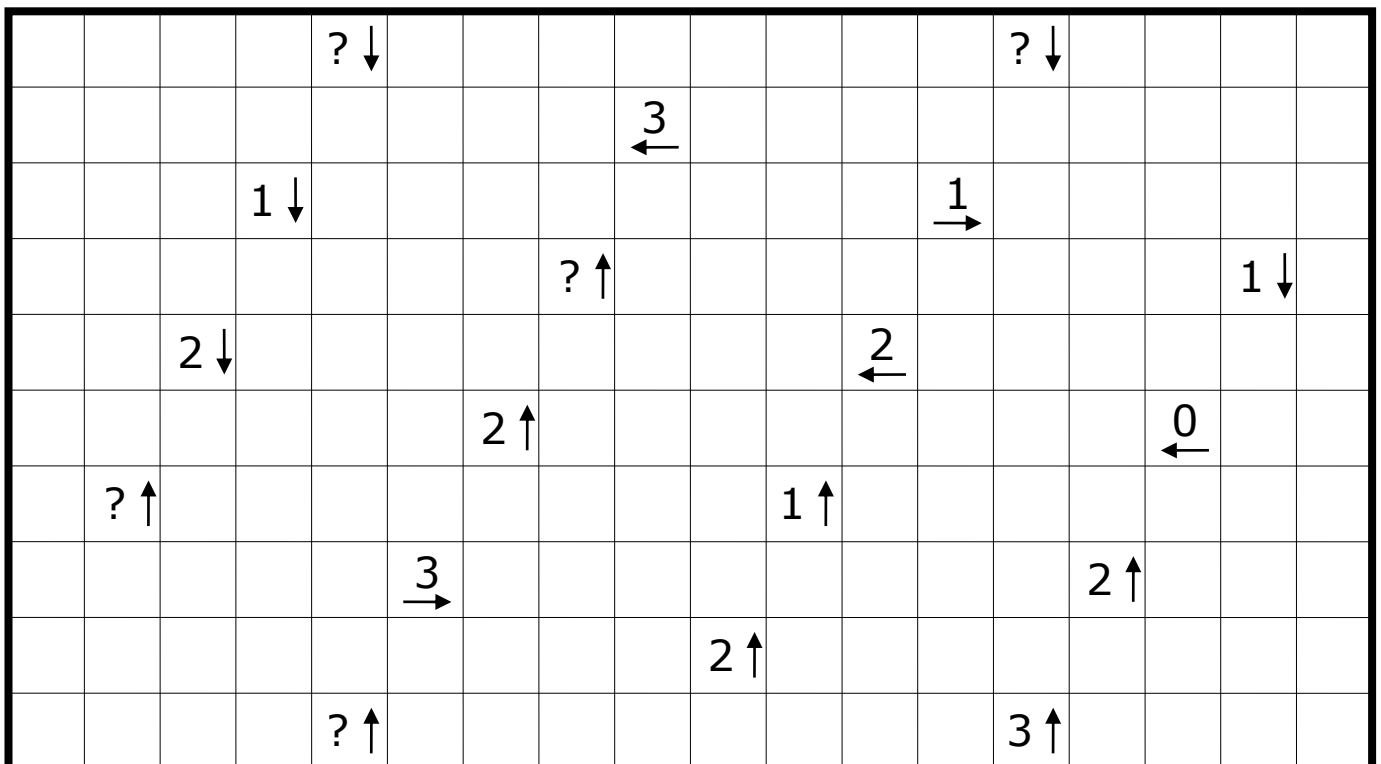 ? ↓ ? ↓
3 ←
1 ↓ 1 →
? ↑ 1 ↓
2 ↓ 2 ←
2 ↑ 0 ←
? ↑ 1 ↑
3 → 2 ↑
2 ↑
? ↑ 3 ↑